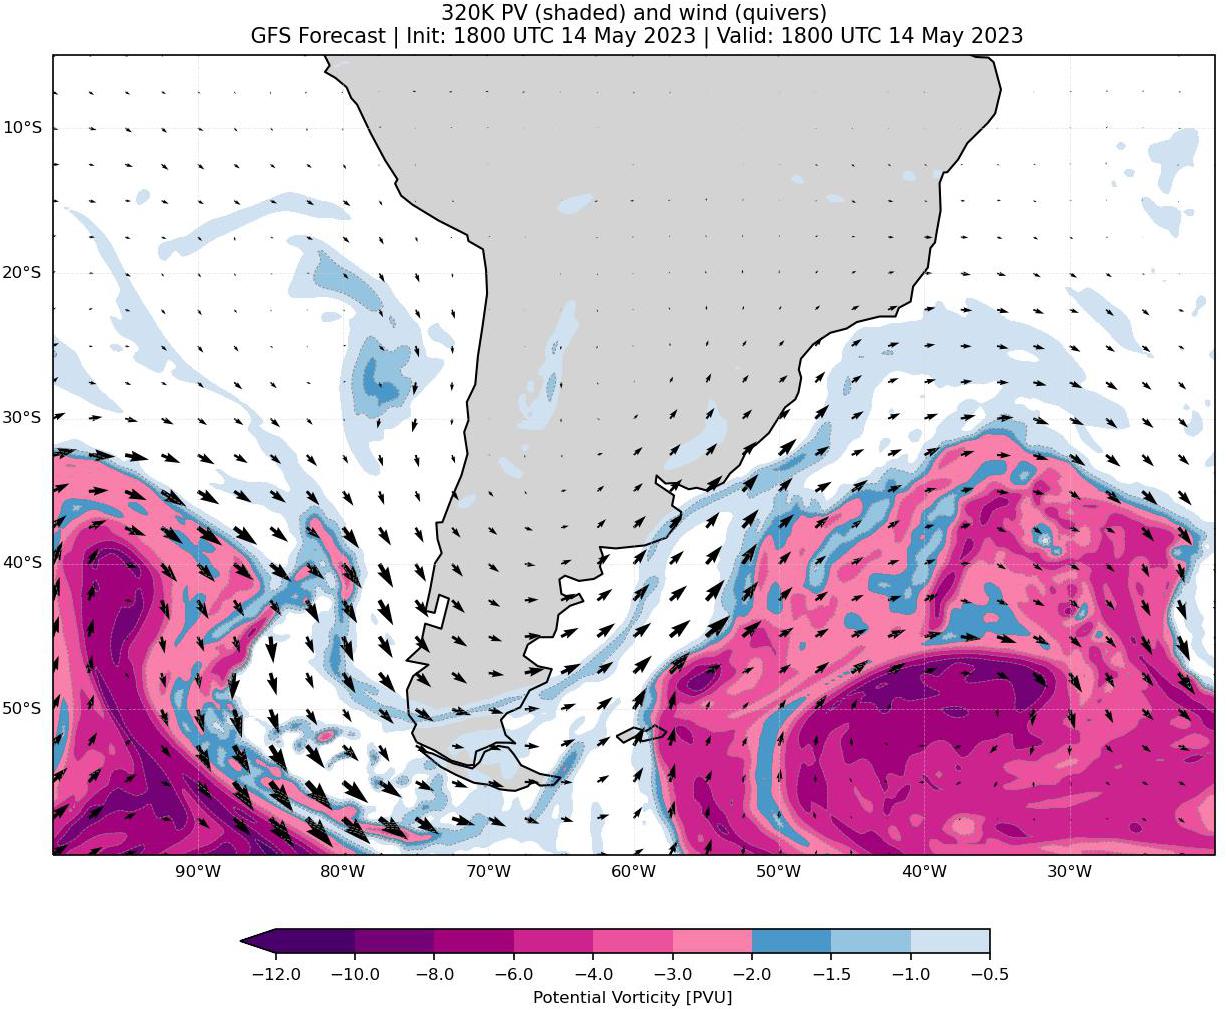 320K PV (shaded) and wind (quivers)
GFS Forecast | Init: 1800 UTC 14 May 2023 | Valid: 1800 UTC 14 May 2023
10°S
20°S
30°S
40°S
50°S
90°W 80°W 70°W 60°W 50°W 40°W 30°W
−12.0 −10.0 −8.0 −6.0 −4.0 −3.0 −2.0 −1.5 −1.0 −0.5
Potential Vorticity [PVU]